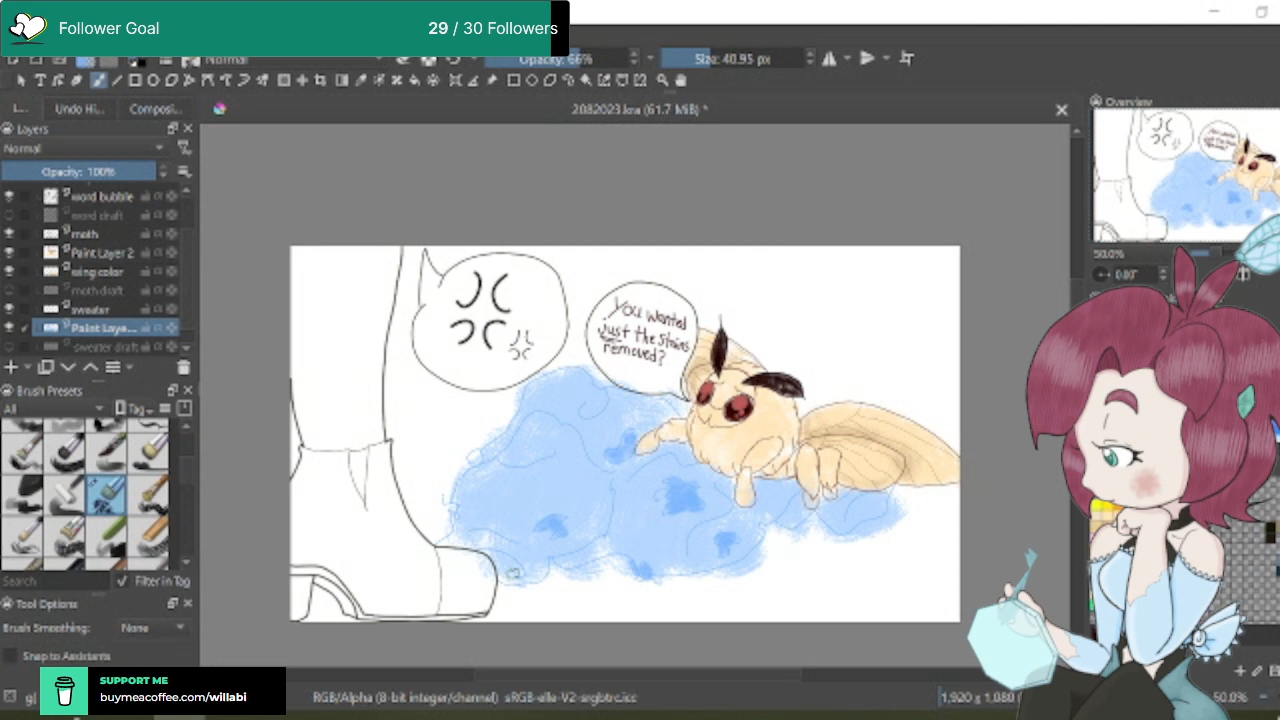 Follower Goal
29 / 30 Followers
Normal
Opacity: 66%
Size: 40.95 px
L...
Undo Hi...
Composi...
2082023.kra (61.7 MiB) *
Overview
Layers
Normal
Opacity: 100%
word bubble
word draft
moth
Paint Layer 2
wing color
moth draft
sweater
Paint Laye...
sweater draft
50.0%
0.00°
Brush Presets
All
Tag
Search
Filter in Tag
Tool Options
Brush Smoothing:
None
Snap to Assistants
You wanted
Just the stains
removed?
SUPPORT ME
buymeacoffee.com/willabi
RGB/Alpha (8-bit integer/channel) sRGB-elle-V2-srgbtrc.icc
1,920 x 1,080
50.0%